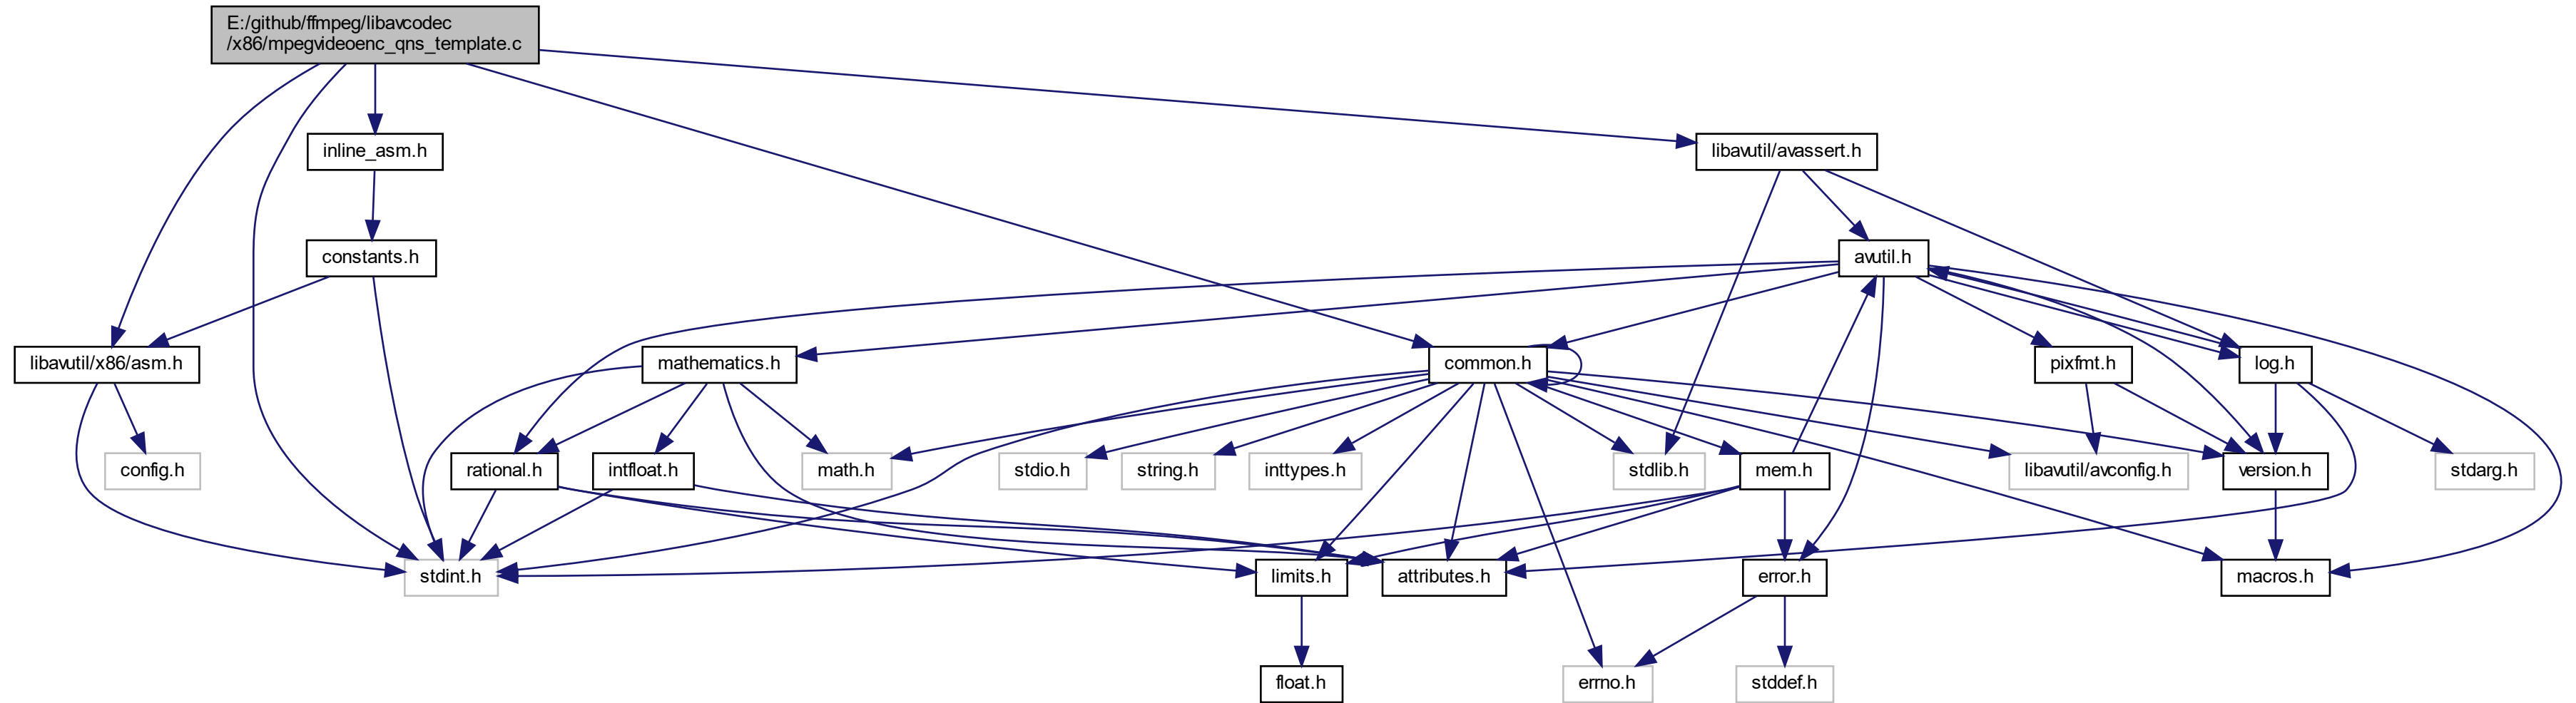 E:/github/ffmpeg/libavcodec
/x86/mpegvideoenc_qns_template.c
inline_asm.h
libavutil/avassert.h
constants.h
avutil.h
libavutil/x86/asm.h
mathematics.h
common.h
pixfmt.h
log.h
config.h
rational.h
intfloat.h
math.h
stdio.h
string.h
inttypes.h
stdlib.h
mem.h
libavutil/avconfig.h
version.h
stdarg.h
stdint.h
limits.h
attributes.h
error.h
macros.h
float.h
errno.h
stddef.h